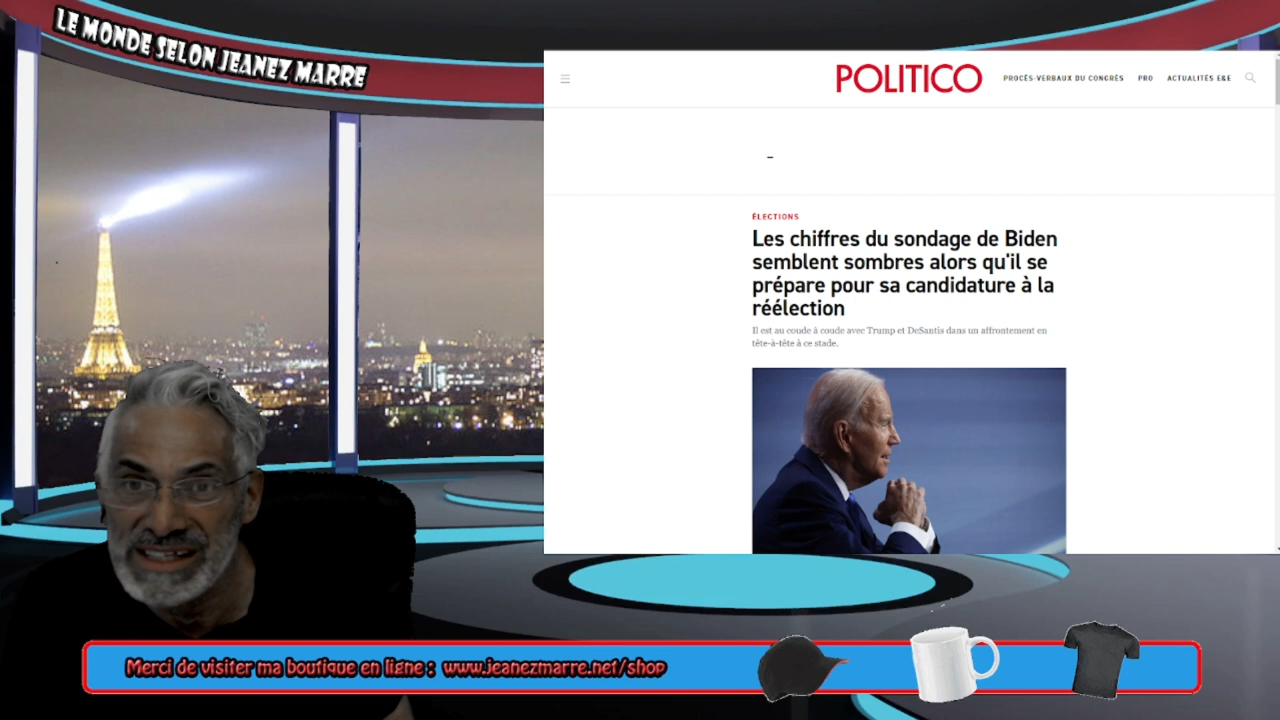 LE MONDE SELON JEANEZ MARRE
POLITICO
PROCÈS-VERBAUX DU CONGRÈS PRO ACTUALITÉS E&E
ÉLECTIONS
Les chiffres du sondage de Biden
semblent sombres alors qu'il se
prépare pour sa candidature à la
réélection
Il est au coude à coude avec Trump et DeSantis dans un affrontement en
tête-à-tête à ce stade.
Merci de visiter ma boutique en ligne : www.jeanezmarre.net/shop